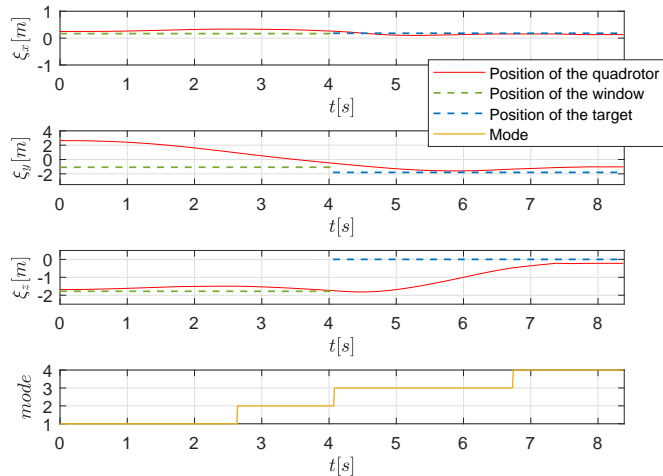 1
0
-1
ξx[m]
0 1 2 3 4 5 6 7 8
t[s]
Position of the quadrotor
Position of the window
Position of the target
Mode
4
2
0
-2
ξy[m]
0 1 2 3 4 5 6 7 8
t[s]
0
-1
-2
ξz[m]
0 1 2 3 4 5 6 7 8
t[s]
4
3
2
1
mode
0 1 2 3 4 5 6 7 8
t[s]